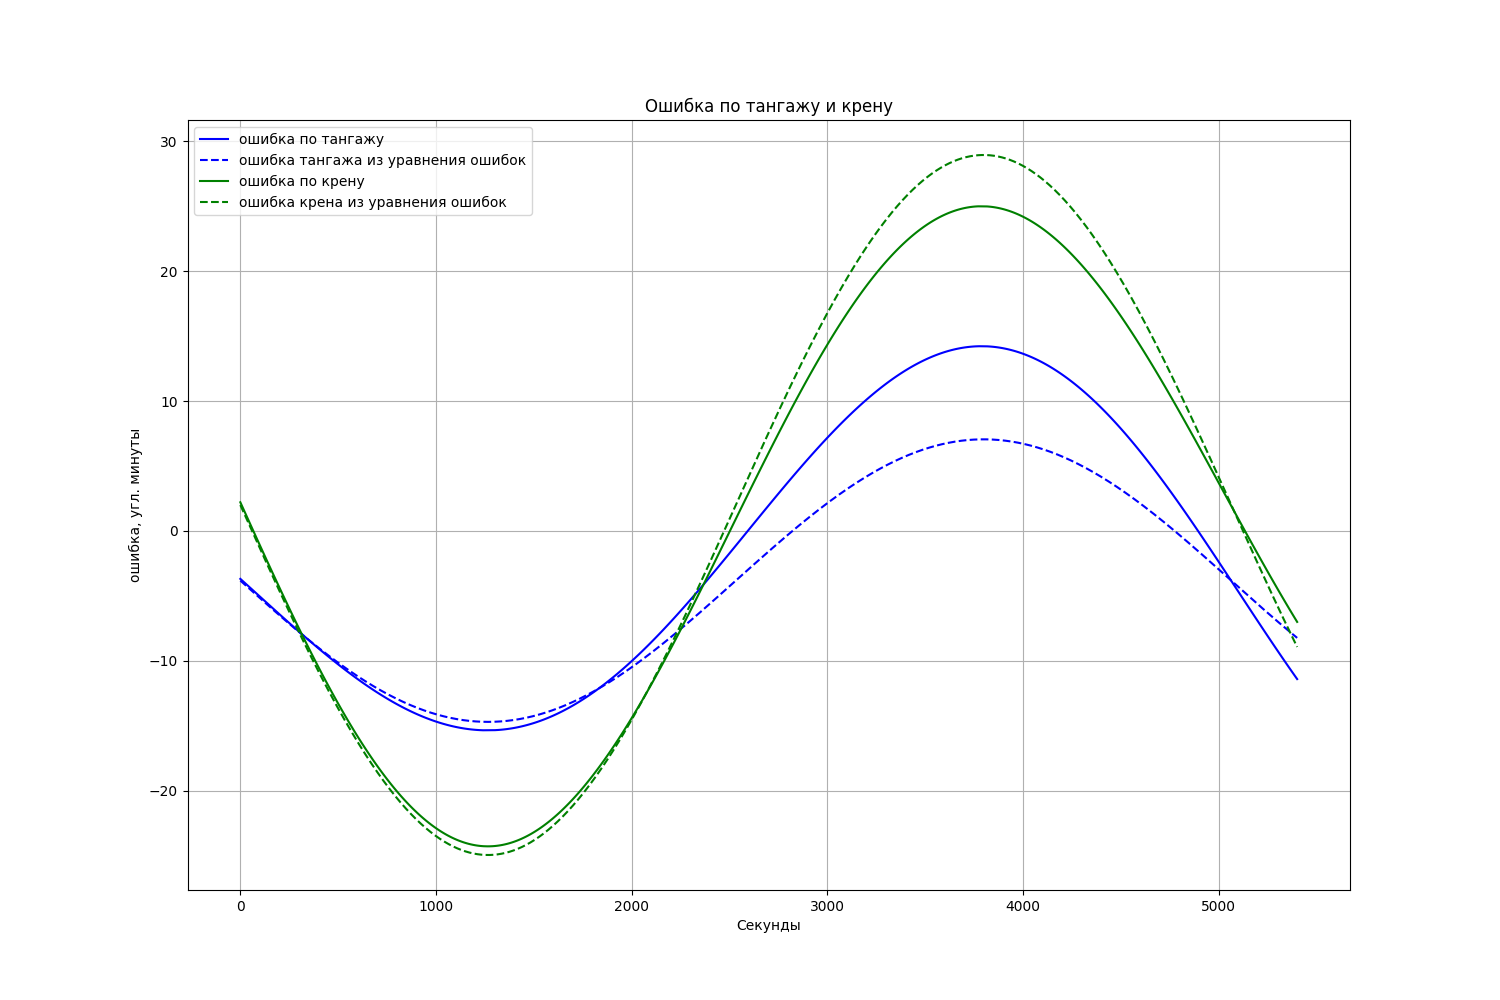 Ошибка по тангажу и крену
ошибка по тангажу
ошибка тангажа из уравнения ошибок
ошибка по крену
ошибка крена из уравнения ошибок
30
20
10
0
−10
−20
ошибка, угл. минуты
0 1000 2000 3000 4000 5000
Секунды